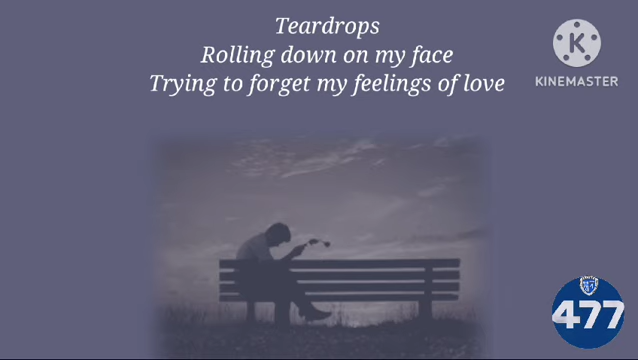 Teardrops
Rolling down on my face
Trying to forget my feelings of love
KINEMASTER
477